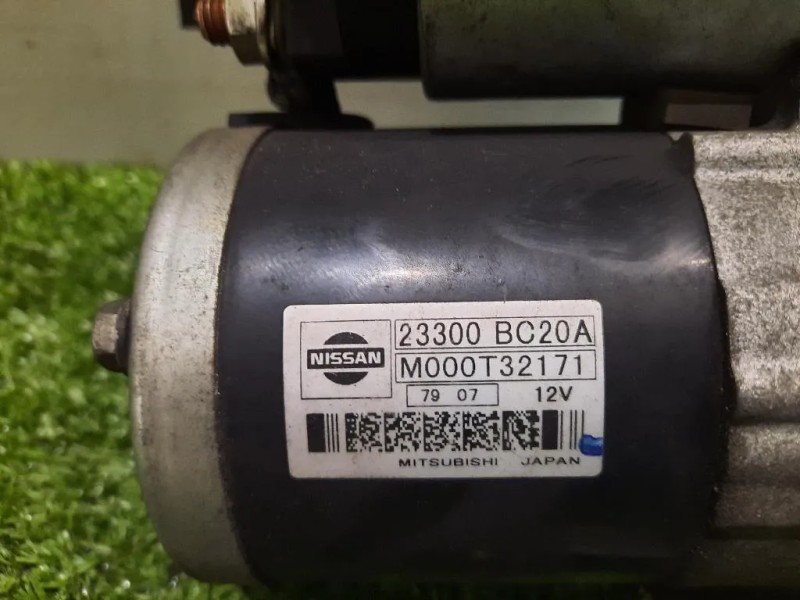 NISSAN
23300 BC20A
M000T32171
79 07 12V
MITSUBISHI JAPAN